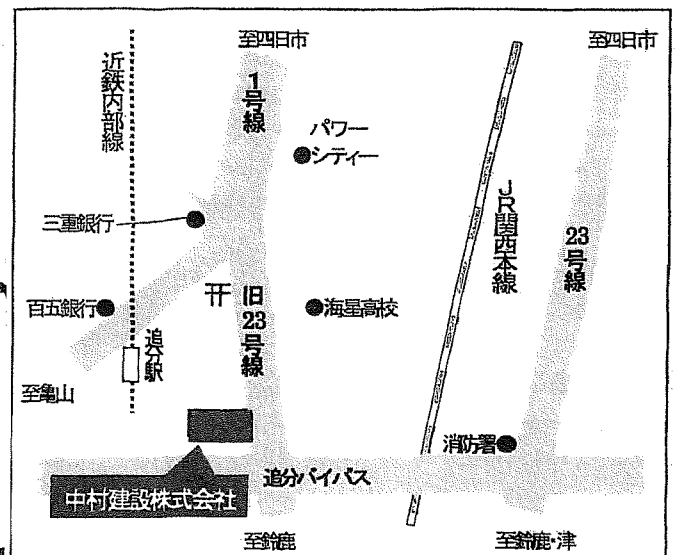 至四日市
至四日市
近鉄内部線
1号線
パワー
シティー
三重銀行
JR関西本線
23号線
百五銀行
旧23号線
海星高校
追分駅
至亀山
消防署
追分バイパス
中村建設株式会社
至鈴鹿
至鈴鹿・津